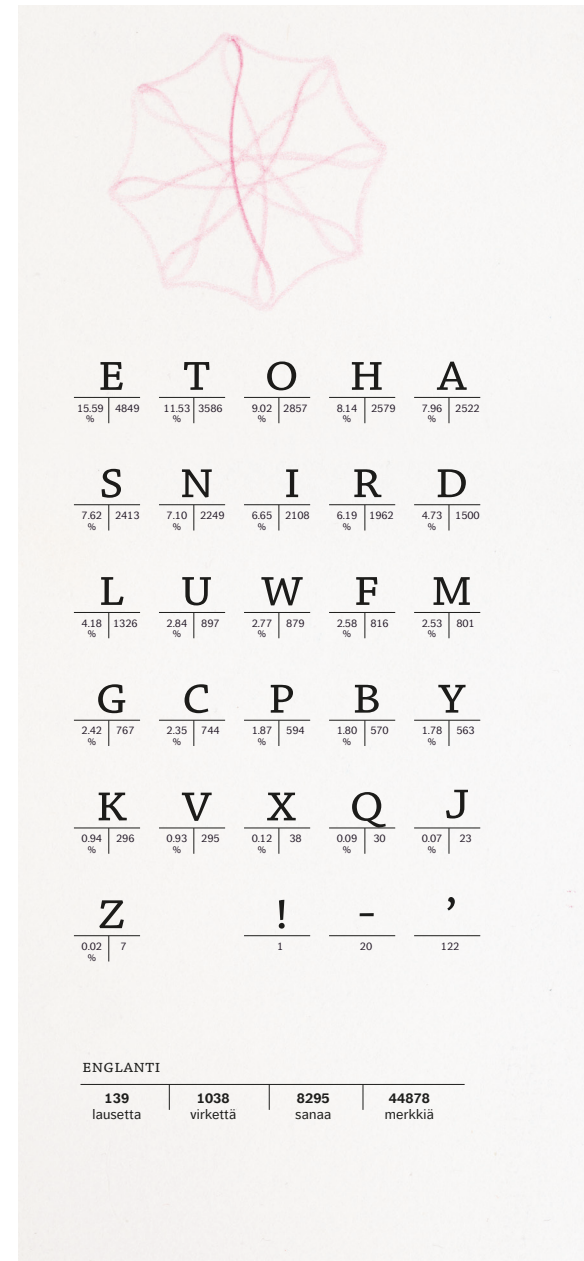 E T O H A
15.59 % 4849 11.53 % 3586 9.02 % 2857 8.14 % 2579 7.96 % 2522
S N I R D
7.62 % 2413 7.10 % 2249 6.65 % 2108 6.19 % 1962 4.73 % 1500
L U W F M
4.18 % 1326 2.84 % 897 2.77 % 879 2.58 % 816 2.53 % 801
G C P B Y
2.42 % 767 2.35 % 744 1.87 % 594 1.80 % 570 1.78 % 563
K V X Q J
0.94 % 296 0.93 % 295 0.12 % 38 0.09 % 30 0.07 % 23
Z ! - ’
0.02 % 7 1 20 122
ENGLANTI
139 1038 8295 44878
lausetta virkettä sanaa merkkiä